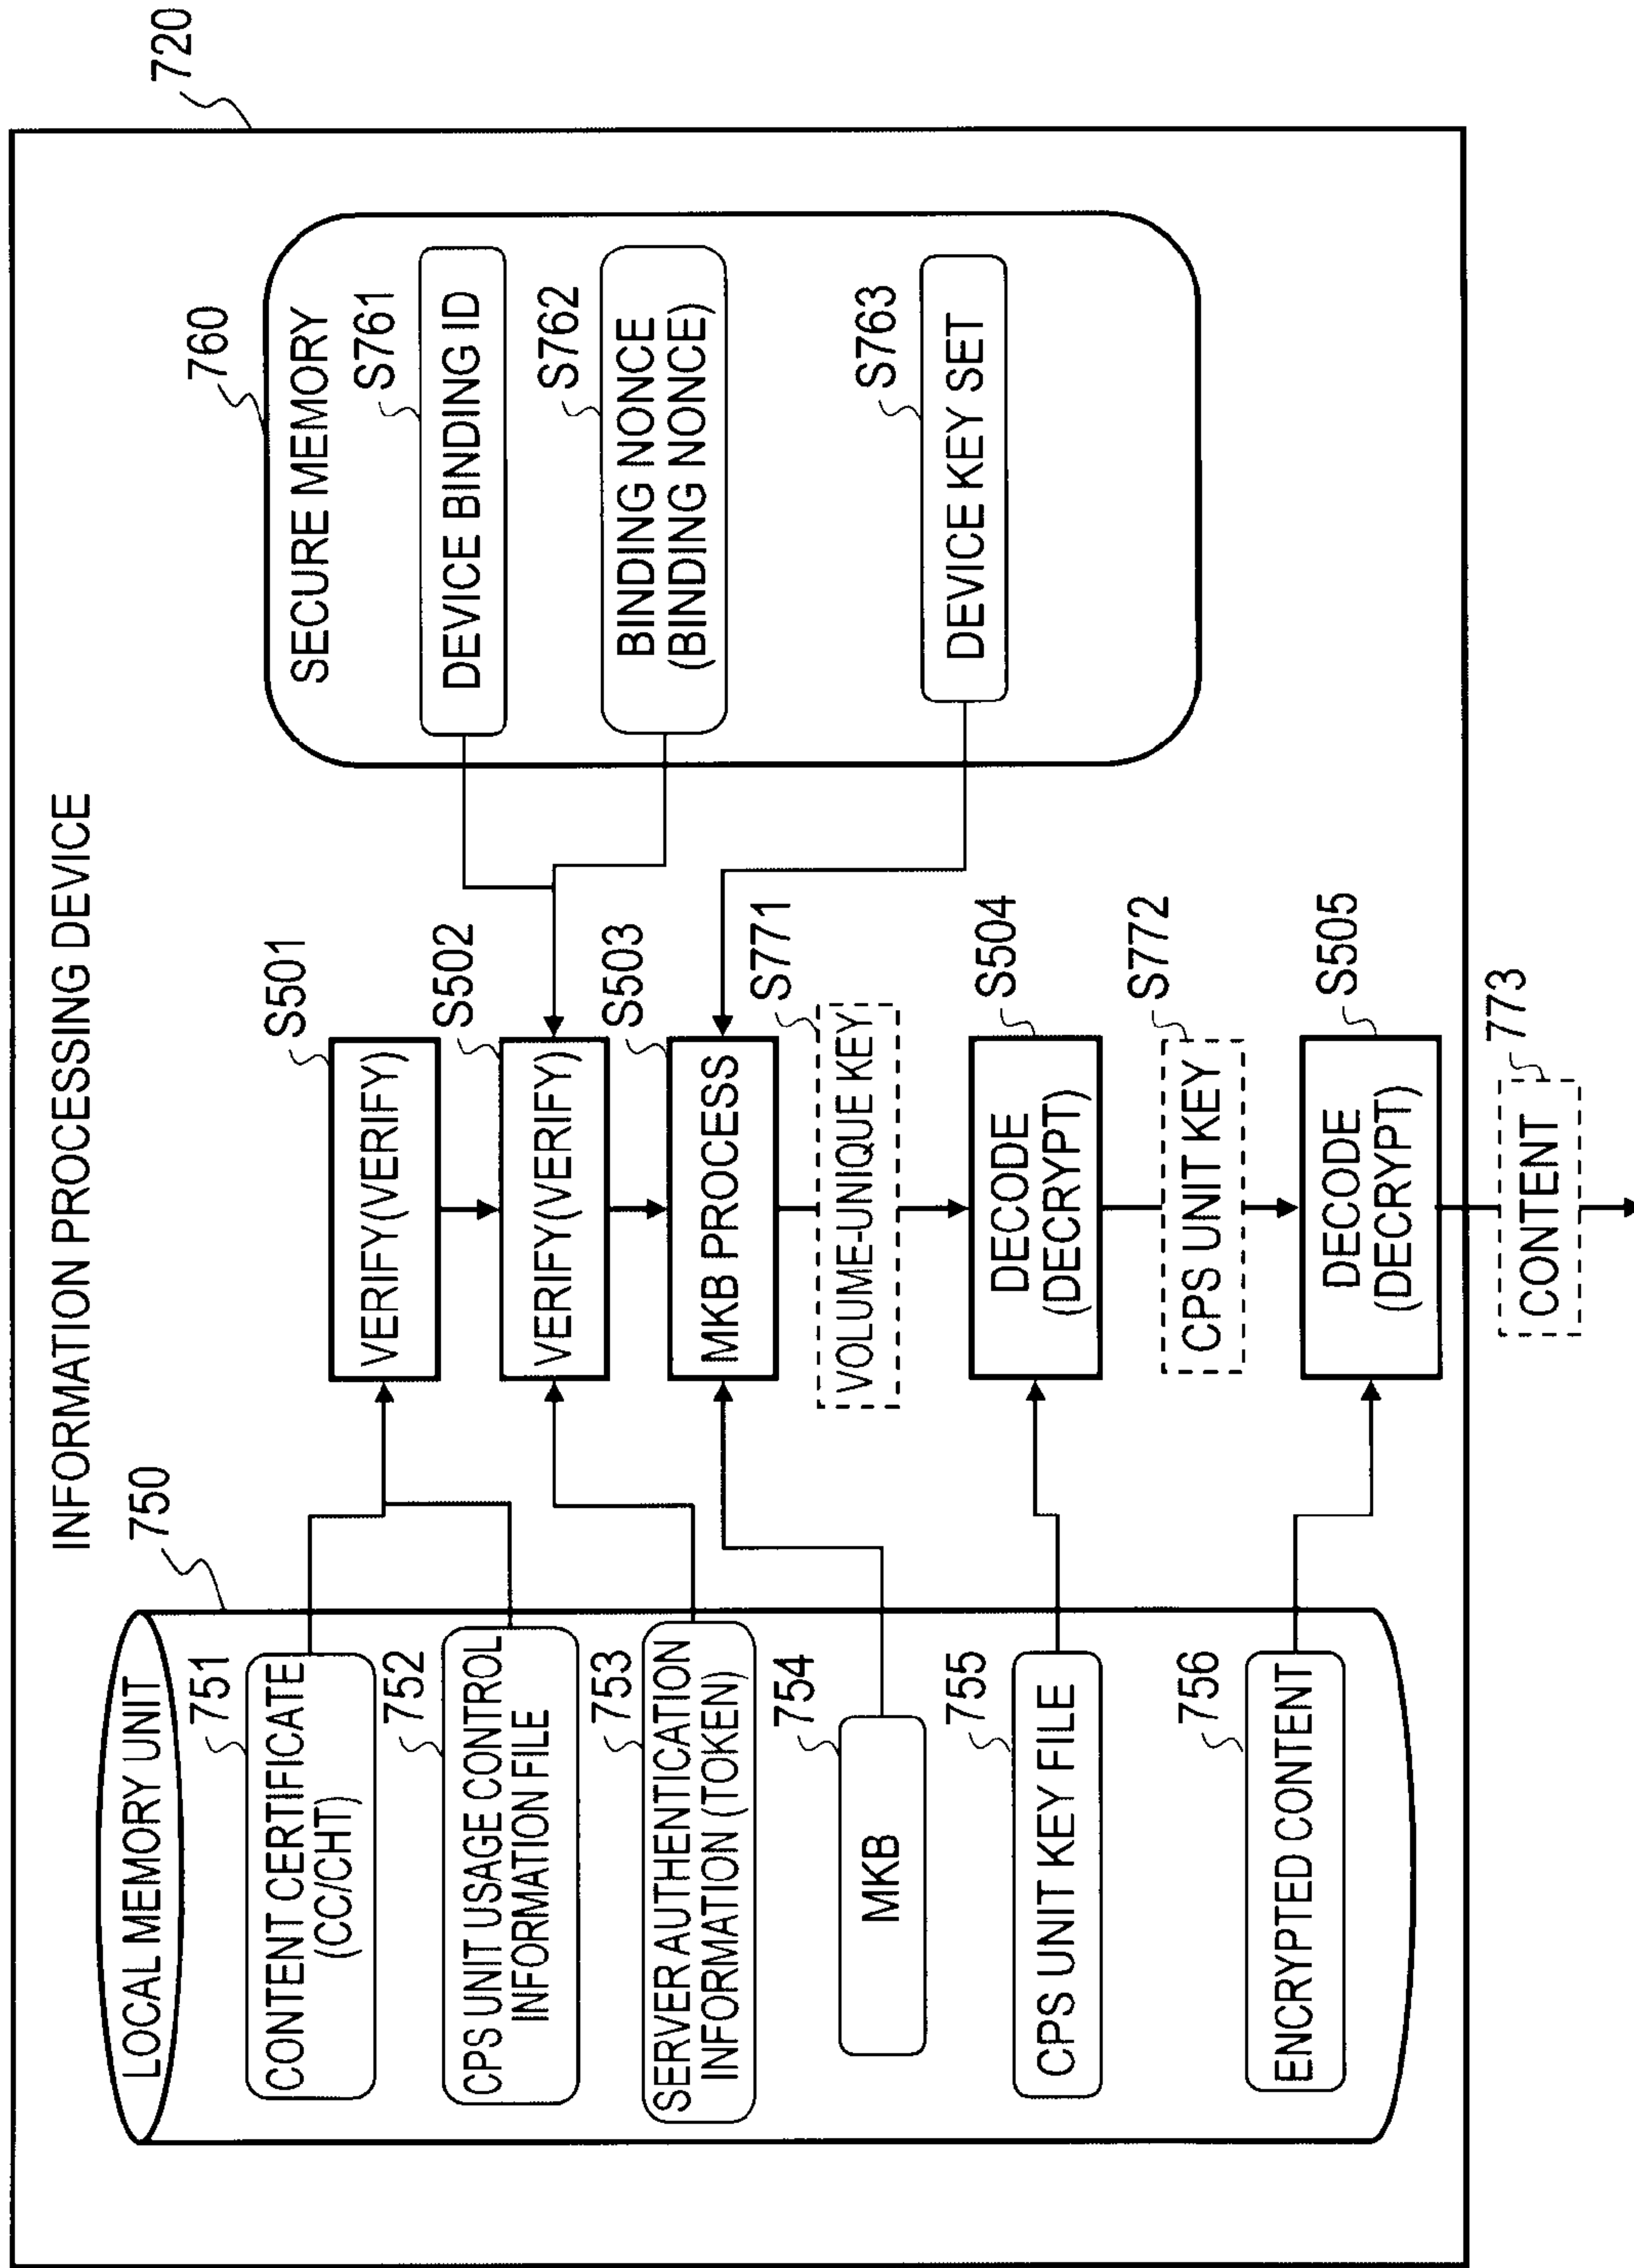 INFORMATION PROCESSING DEVICE
720
750
LOCAL MEMORY UNIT
751
CONTENT CERTIFICATE
(CC/CHT)
752
CPS UNIT USAGE CONTROL
INFORMATION FILE
753
SERVER AUTHENTICATION
INFORMATION (TOKEN)
754
MKB
755
CPS UNIT KEY FILE
756
ENCRYPTED CONTENT
S501
VERIFY(VERIFY)
S502
VERIFY(VERIFY)
S503
MKB PROCESS
S771
VOLUME-UNIQUE KEY
S504
DECODE
(DECRYPT)
S772
CPS UNIT KEY
S505
DECODE
(DECRYPT)
773
CONTENT
760
SECURE MEMORY
S761
DEVICE BINDING ID
S762
BINDING NONCE
(BINDING NONCE)
S763
DEVICE KEY SET